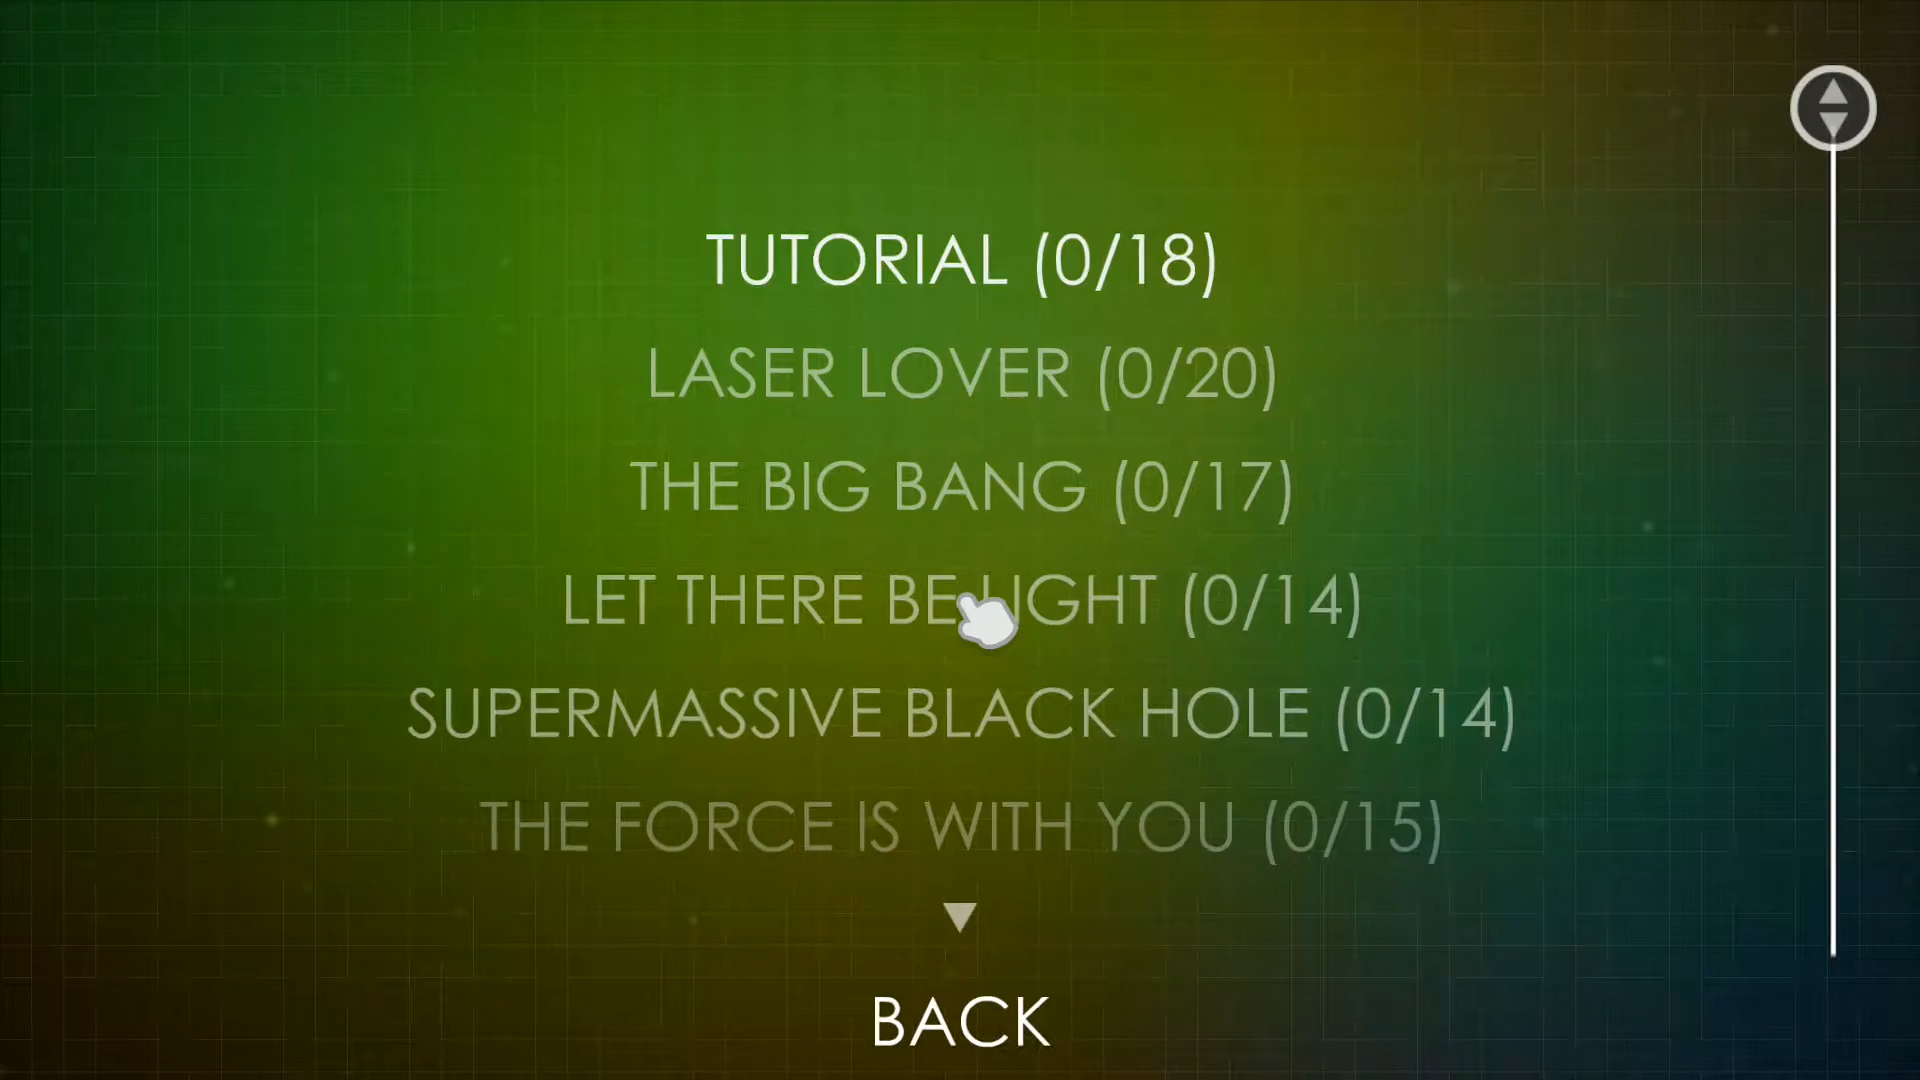 TUTORIAL (0/18)
LASER LOVER (0/20)
THE BIG BANG (0/17)
LET THERE BE LIGHT (0/14)
SUPERMASSIVE BLACK HOLE (0/14)
THE FORCE IS WITH YOU (0/15)
BACK